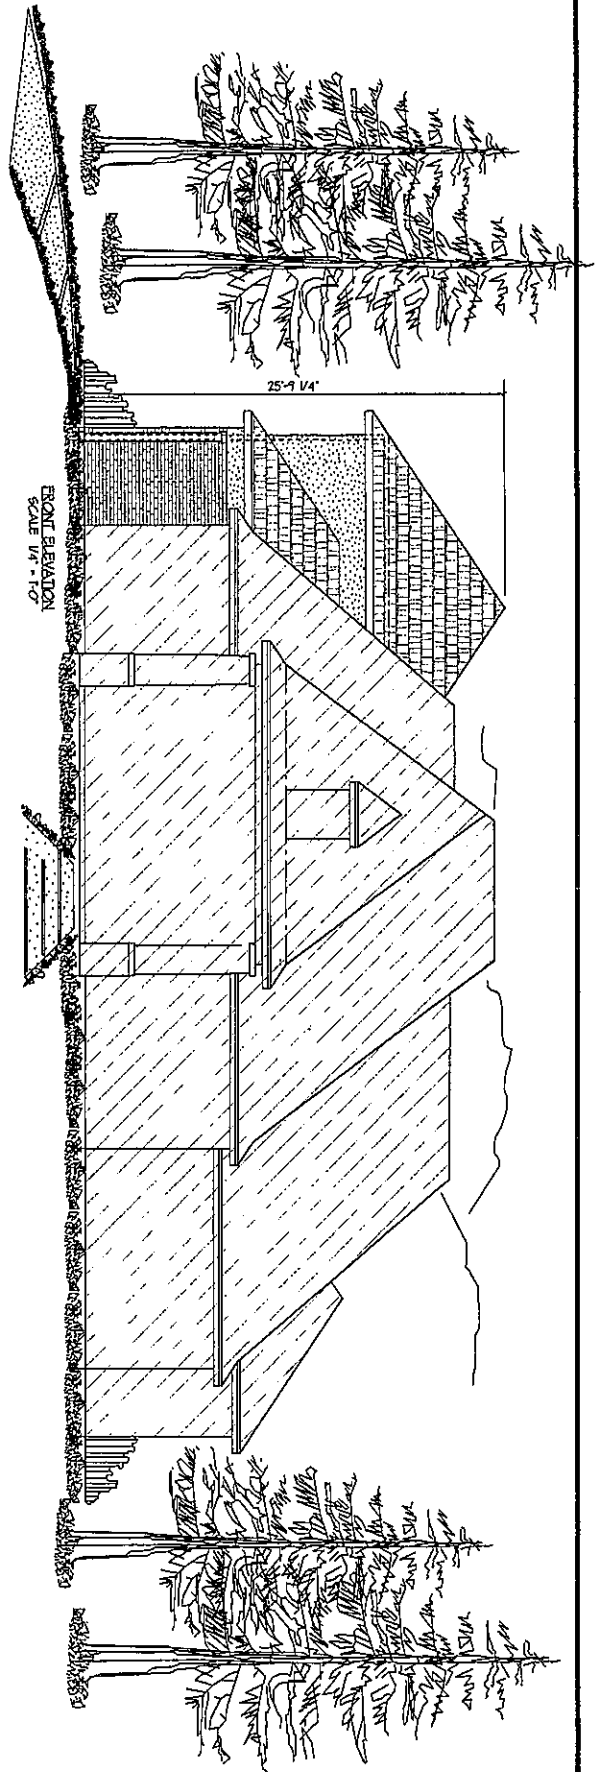 25'-9 1/4"
FRONT ELEVATION
SCALE 1/4" = 1'-0"